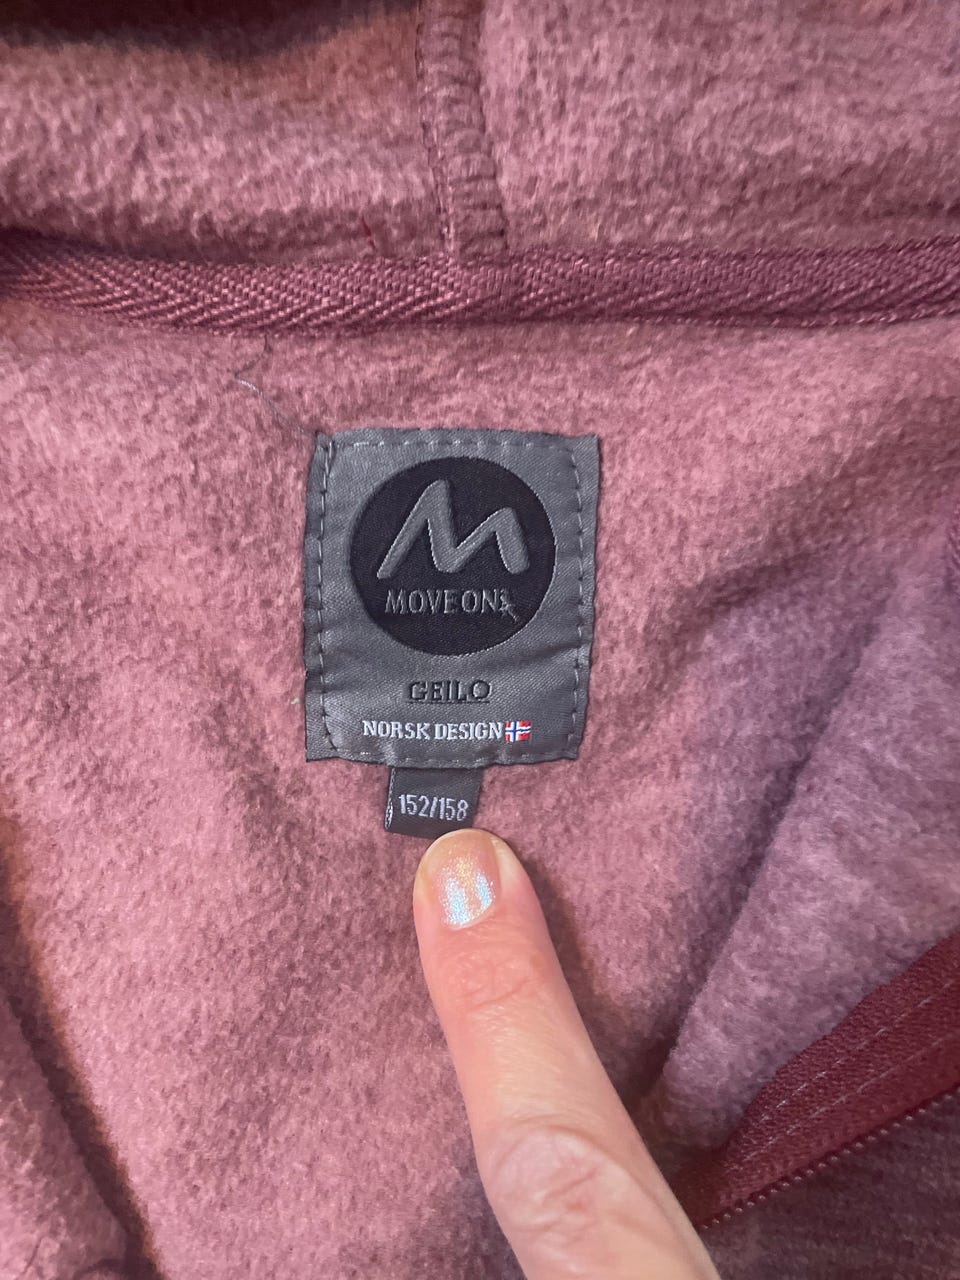 MOVE ON
GEILO
NORSK DESIGN
152/158